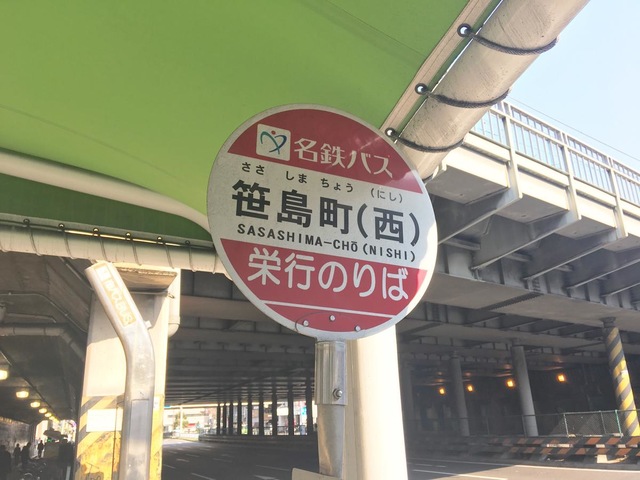 名鉄バス
ささ しま ちょう (にし)
笹島町(西)
SASASHIMA-CHŌ(NISHI)
栄行のりば